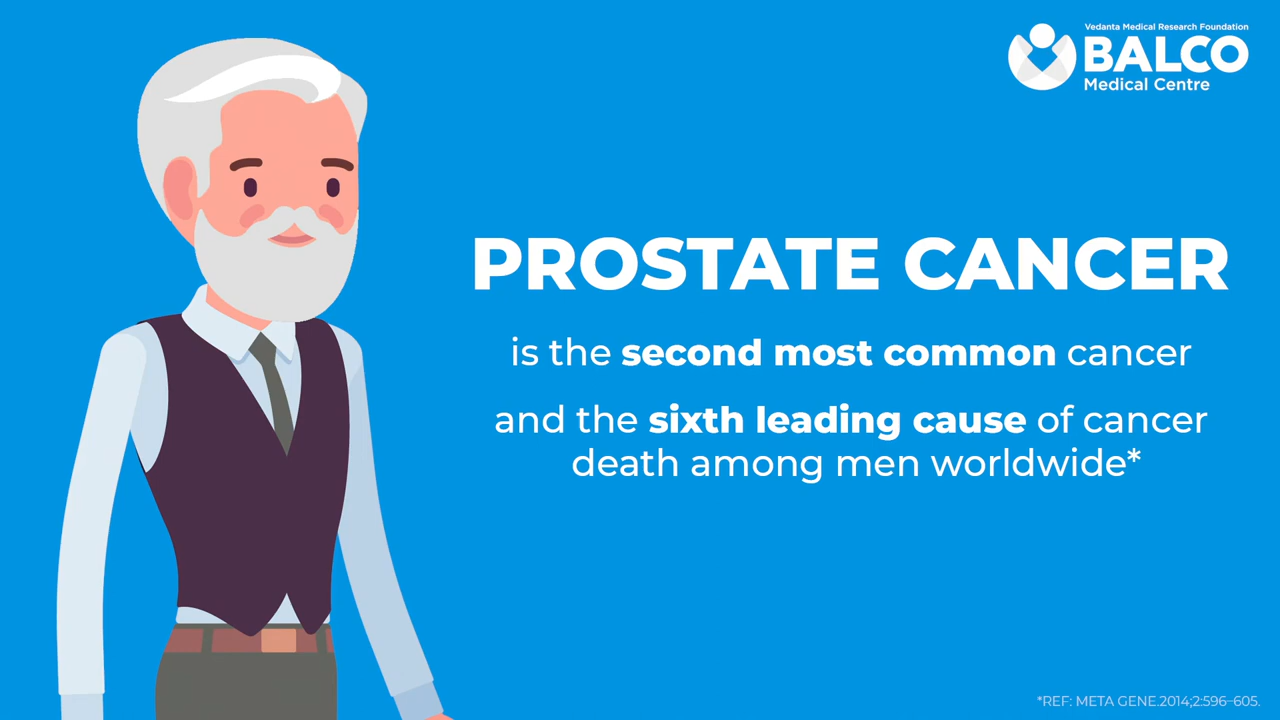 Vedanta Medical Research Foundation
BALCO
Medical Centre
PROSTATE CANCER
is the second most common cancer
and the sixth leading cause of cancer
death among men worldwide*
*REF: META GENE.2014;2:596–605.